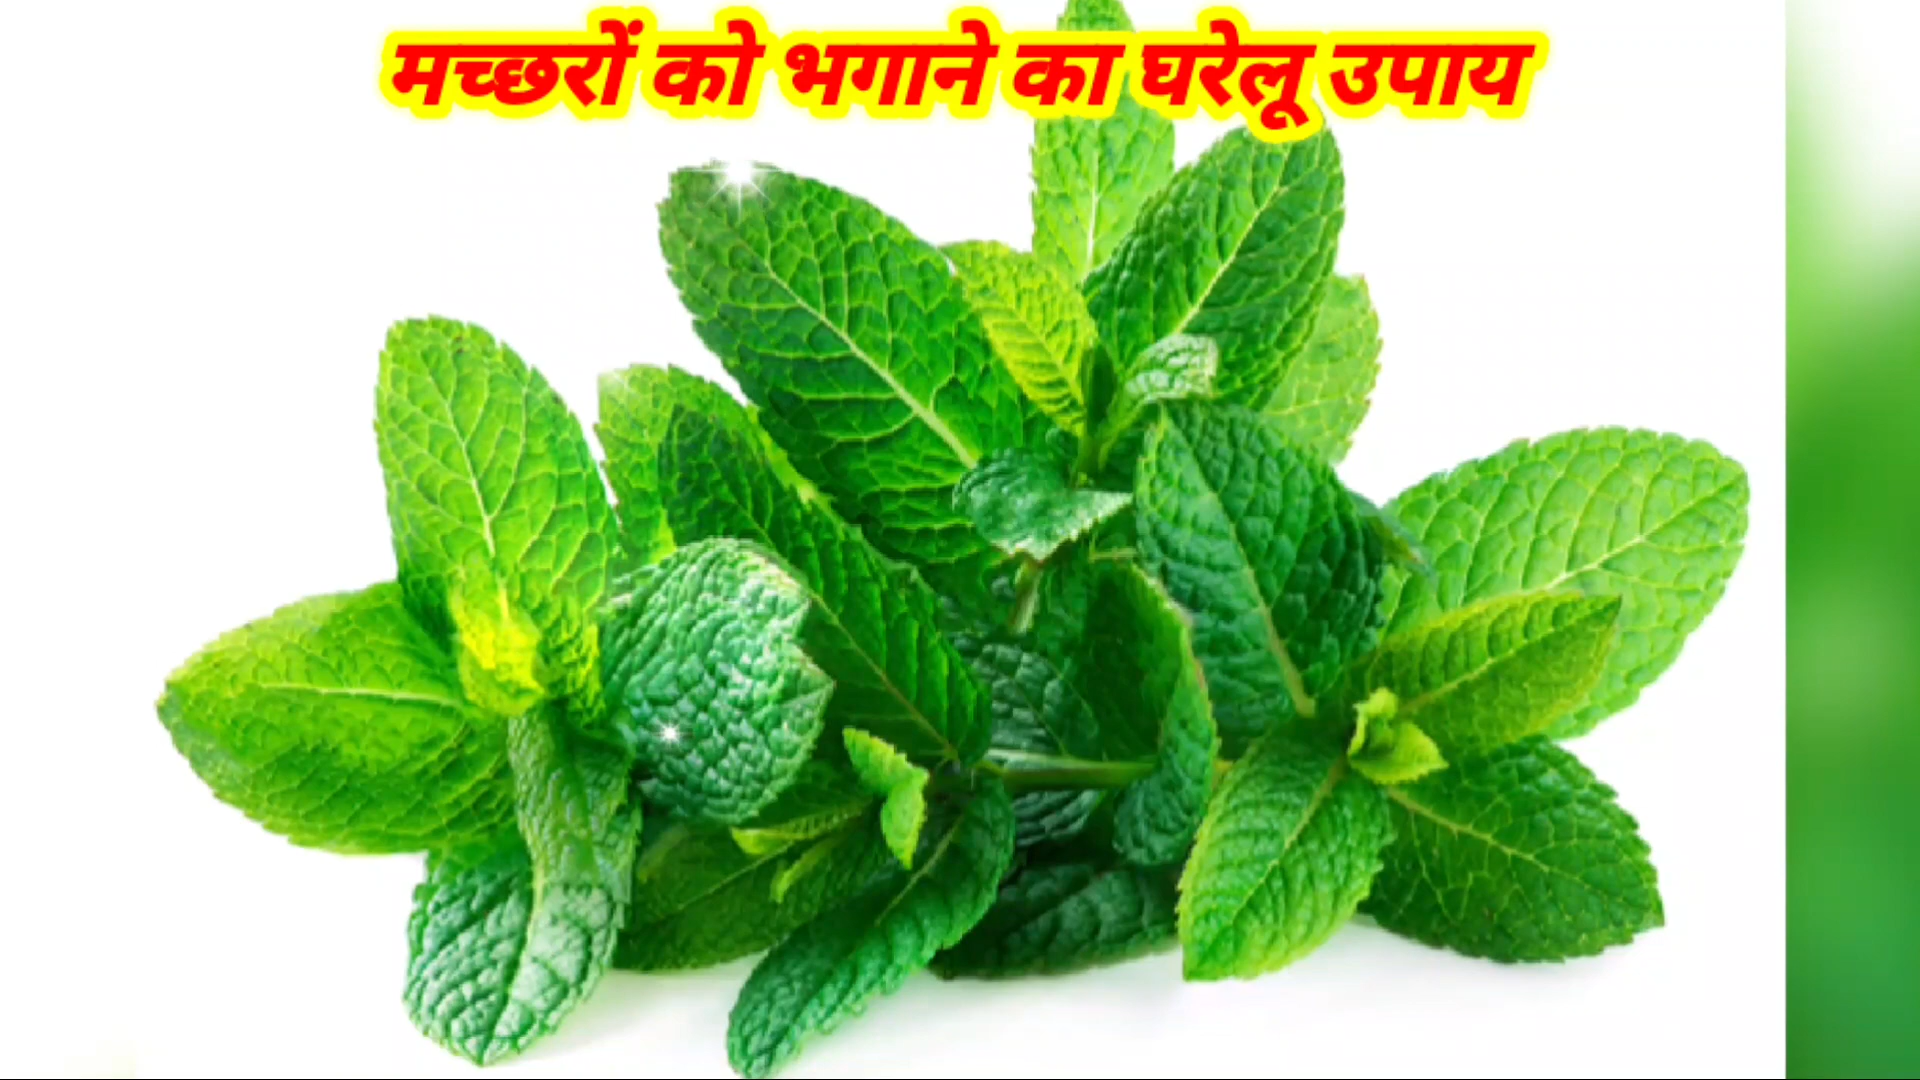 मच्छरों को भगाने का घरेलू उपाय